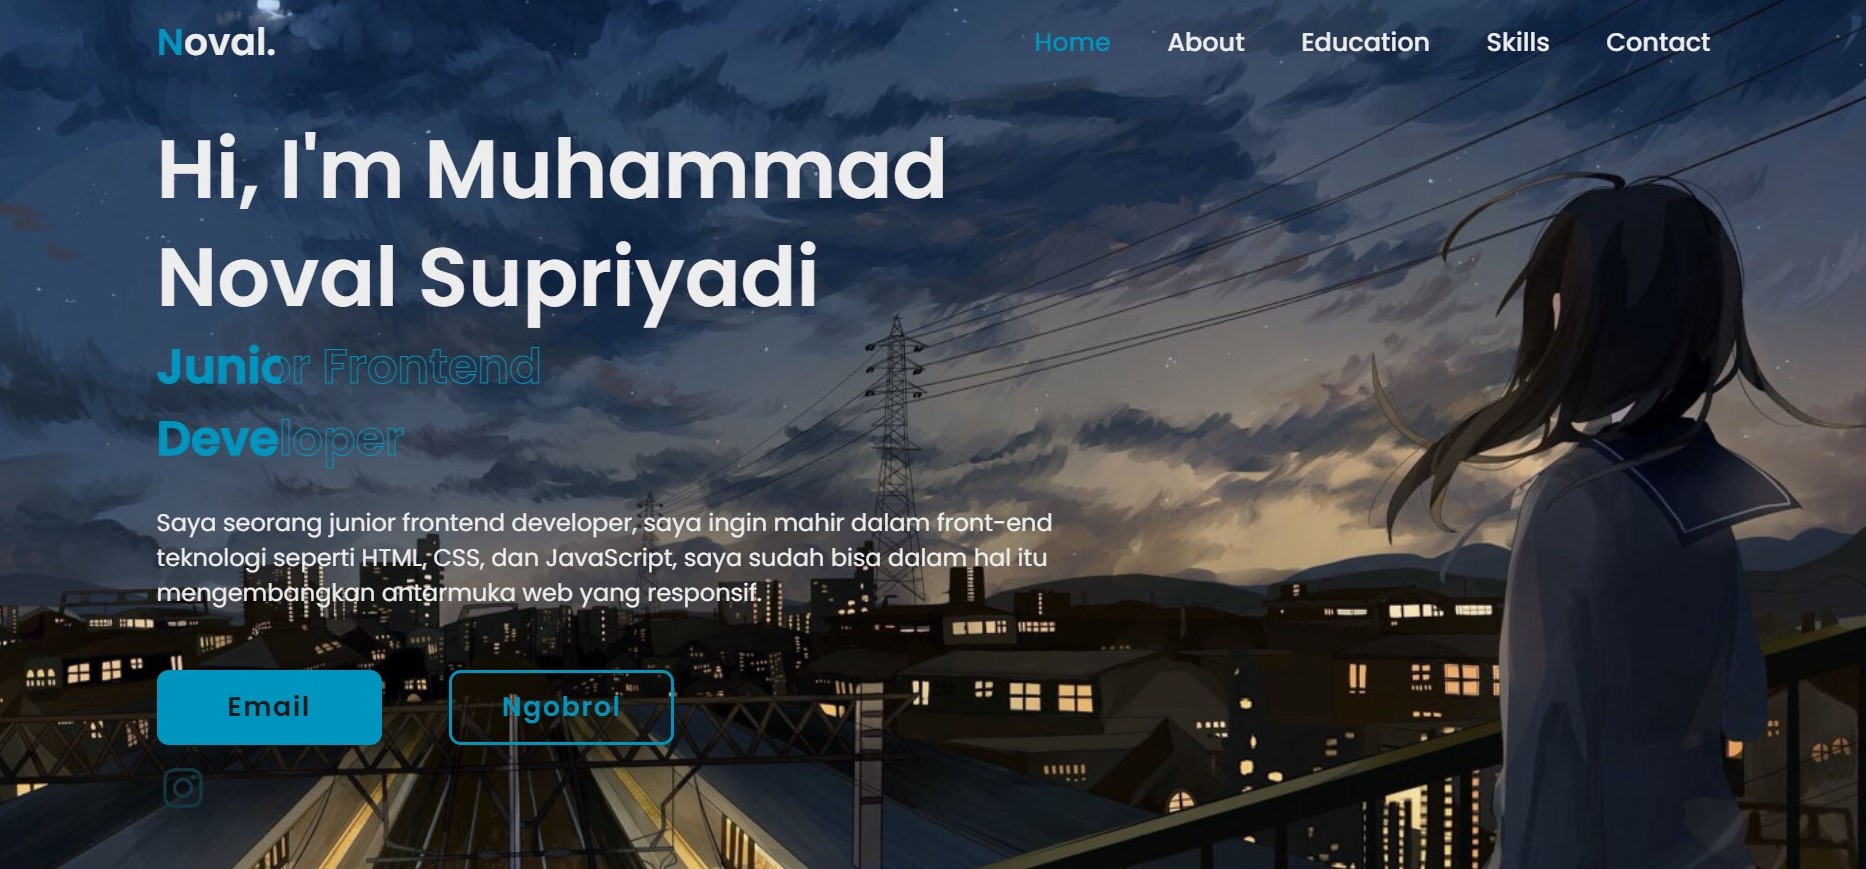 Noval.
Home About Education Skills Contact
Hi, I'm Muhammad
Noval Supriyadi
Junior Frontend
Developer
Saya seorang junior frontend developer, saya ingin mahir dalam front-end
teknologi seperti HTML, CSS, dan JavaScript, saya sudah bisa dalam hal itu
mengembangkan antarmuka web yang responsif.
Email
Ngobrol